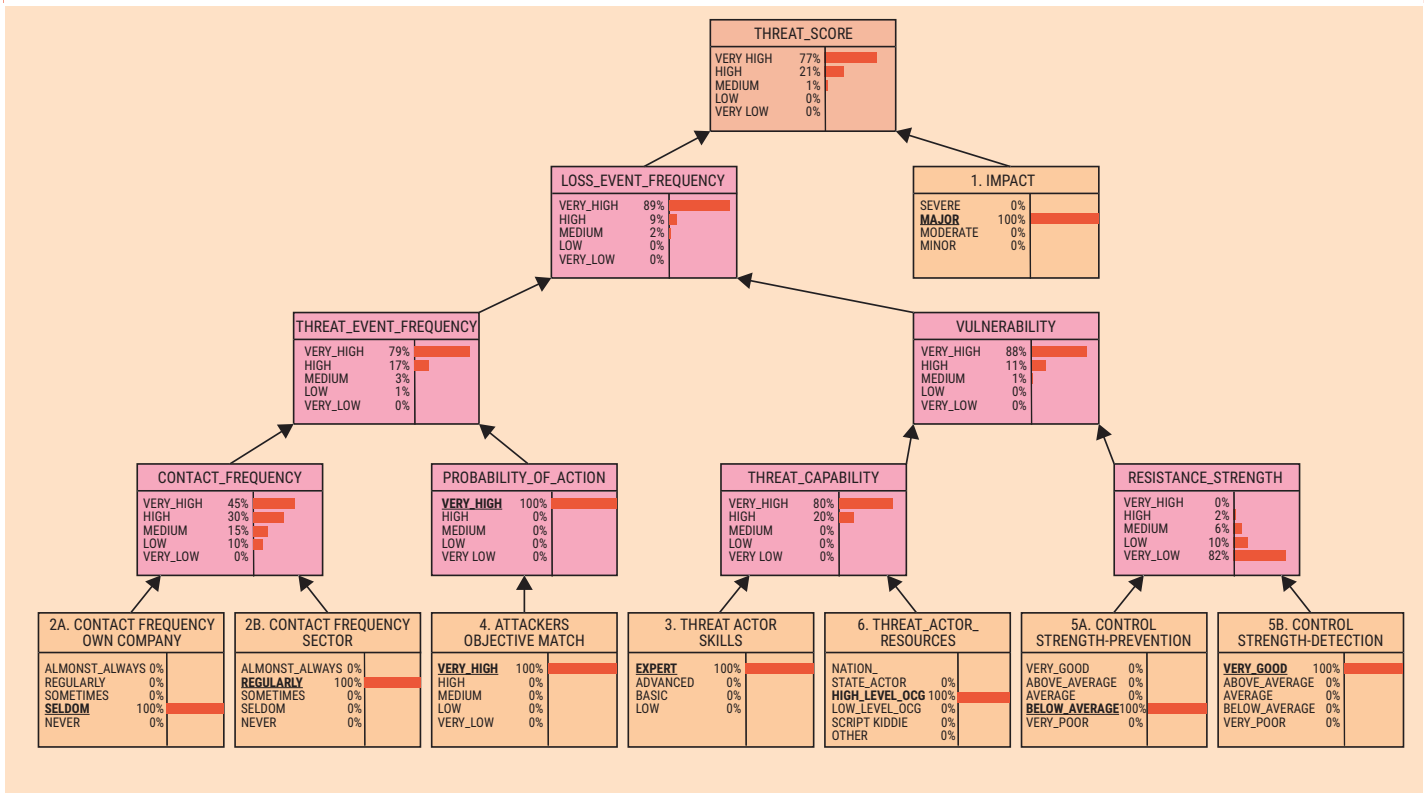 THREAT_SCORE
VERY HIGH 77%
HIGH 21%
MEDIUM 1%
LOW 0%
VERY LOW 0%
LOSS_EVENT_FREQUENCY
VERY_HIGH 89%
HIGH 9%
MEDIUM 2%
LOW 0%
VERY_LOW 0%
1. IMPACT
SEVERE 0%
MAJOR 100%
MODERATE 0%
MINOR 0%
THREAT_EVENT_FREQUENCY
VERY_HIGH 79%
HIGH 17%
MEDIUM 3%
LOW 1%
VERY_LOW 0%
VULNERABILITY
VERY_HIGH 88%
HIGH 11%
MEDIUM 1%
LOW 0%
VERY_LOW 0%
CONTACT_FREQUENCY
VERY_HIGH 45%
HIGH 30%
MEDIUM 15%
LOW 10%
VERY_LOW 0%
PROBABILITY_OF_ACTION
VERY_HIGH 100%
HIGH 0%
MEDIUM 0%
LOW 0%
VERY LOW 0%
THREAT_CAPABILITY
VERY_HIGH 80%
HIGH 20%
MEDIUM 0%
LOW 0%
VERY LOW 0%
RESISTANCE_STRENGTH
VERY_HIGH 0%
HIGH 2%
MEDIUM 6%
LOW 10%
VERY_LOW 82%
2A. CONTACT FREQUENCY
OWN COMPANY
ALMONST_ALWAYS 0%
REGULARLY 0%
SOMETIMES 0%
SELDOM 100%
NEVER 0%
2B. CONTACT FREQUENCY
SECTOR
ALMONST_ALWAYS 0%
REGULARLY 100%
SOMETIMES 0%
SELDOM 0%
NEVER 0%
4. ATTACKERS
OBJECTIVE MATCH
VERY_HIGH 100%
HIGH 0%
MEDIUM 0%
LOW 0%
VERY_LOW 0%
3. THREAT ACTOR
SKILLS
EXPERT 100%
ADVANCED 0%
BASIC 0%
LOW 0%
6. THREAT_ACTOR_
RESOURCES
NATION_
STATE_ACTOR 0%
HIGH_LEVEL_OCG 100%
LOW_LEVEL_OCG 0%
SCRIPT KIDDIE 0%
OTHER 0%
5A. CONTROL
STRENGTH-PREVENTION
VERY_GOOD 0%
ABOVE_AVERAGE 0%
AVERAGE 0%
BELOW_AVERAGE 100%
VERY_POOR 0%
5B. CONTROL
STRENGTH-DETECTION
VERY_GOOD 100%
ABOVE_AVERAGE 0%
AVERAGE 0%
BELOW_AVERAGE 0%
VERY_POOR 0%